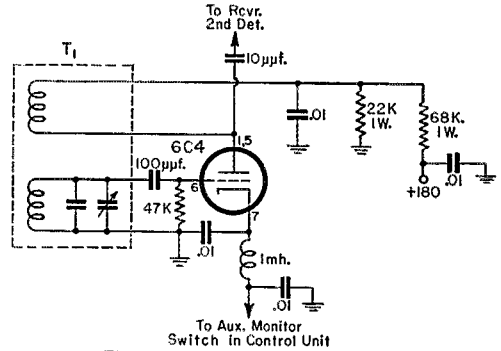 To Rcvr.
2nd Det.
10μμf.
T1
.01
22K
1W.
68K.
1W.
.01
+180
6C4
1,5
100μμf.
6
47K
7
.01
1mh.
.01
To Aux. Monitor
Switch in Control Unit